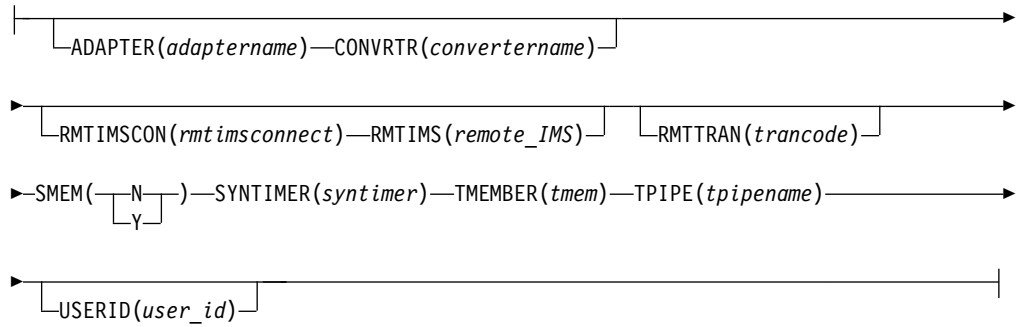 ADAPTER(adaptername) CONVRTR(convertername)
RMTIMSCON(rmtimsconnect) RMTIMS(remote_IMS) RMTTRAN(trancode)
SMEM( N ) SYNTIMER(syntimer) TMEMBER(tmem) TPIPE(tpipename)
Y
USERID(user_id)